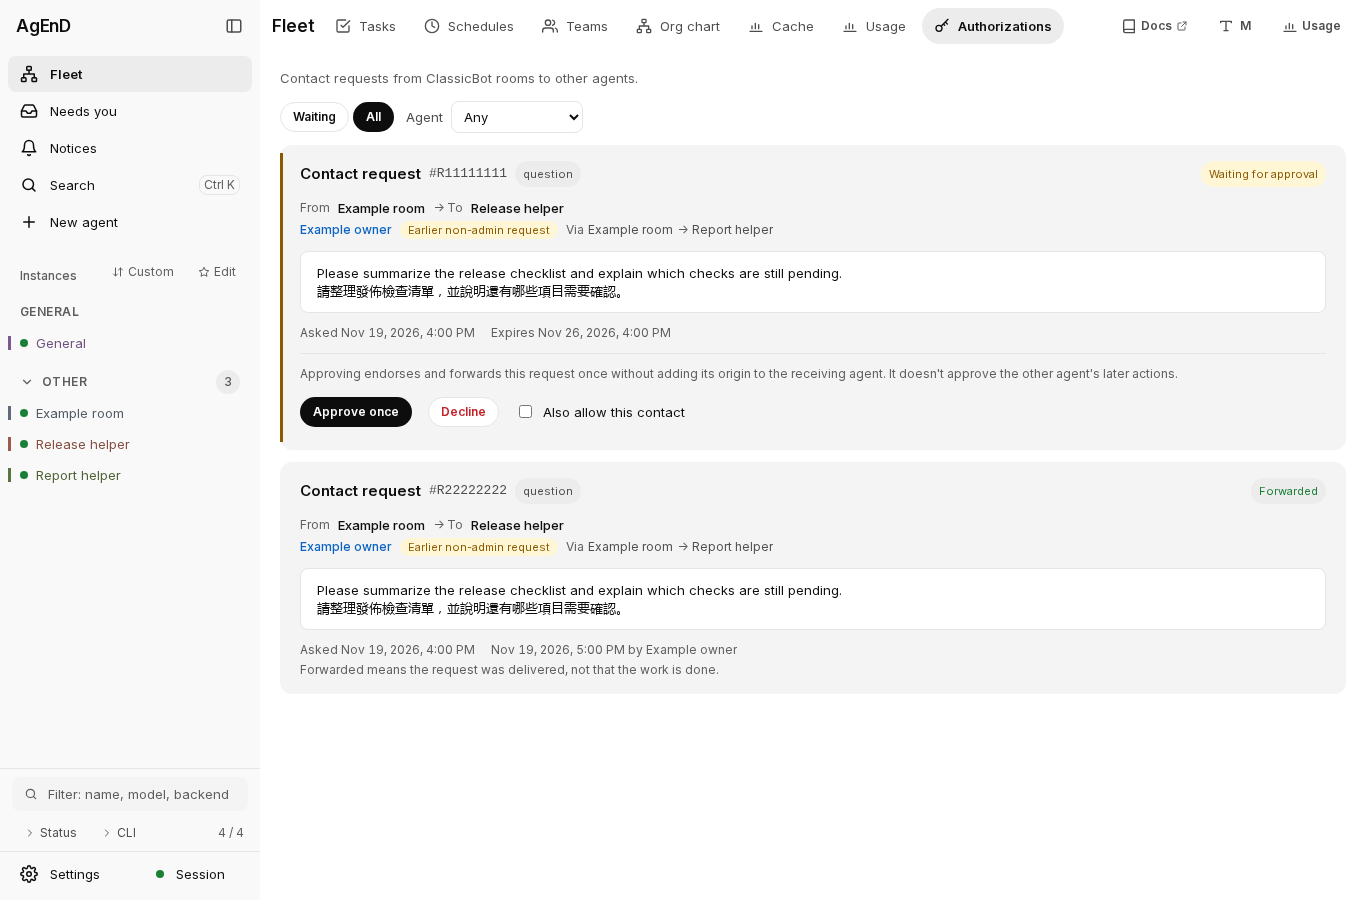 AgEnD
Fleet
Needs you
Notices
Search
Ctrl K
New agent
Instances
Custom
Edit
GENERAL
General
OTHER
3
Example room
Release helper
Report helper
Filter: name, model, backend
Status
CLI
4 / 4
Settings
Session
Fleet
Tasks
Schedules
Teams
Org chart
Cache
Usage
Authorizations
Docs
M
Usage
Contact requests from ClassicBot rooms to other agents.
Waiting
All
Agent
Any
Contact request #R11111111 question
Waiting for approval
From Example room → To Release helper
Example owner Earlier non-admin request Via Example room → Report helper
Please summarize the release checklist and explain which checks are still pending.
請整理發佈檢查清單，並說明還有哪些項目需要確認。
Asked Nov 19, 2026, 4:00 PM Expires Nov 26, 2026, 4:00 PM
Approving endorses and forwards this request once without adding its origin to the receiving agent. It doesn't approve the other agent's later actions.
Approve once
Decline
Also allow this contact
Contact request #R22222222 question
Forwarded
From Example room → To Release helper
Example owner Earlier non-admin request Via Example room → Report helper
Please summarize the release checklist and explain which checks are still pending.
請整理發佈檢查清單，並說明還有哪些項目需要確認。
Asked Nov 19, 2026, 4:00 PM Nov 19, 2026, 5:00 PM by Example owner
Forwarded means the request was delivered, not that the work is done.